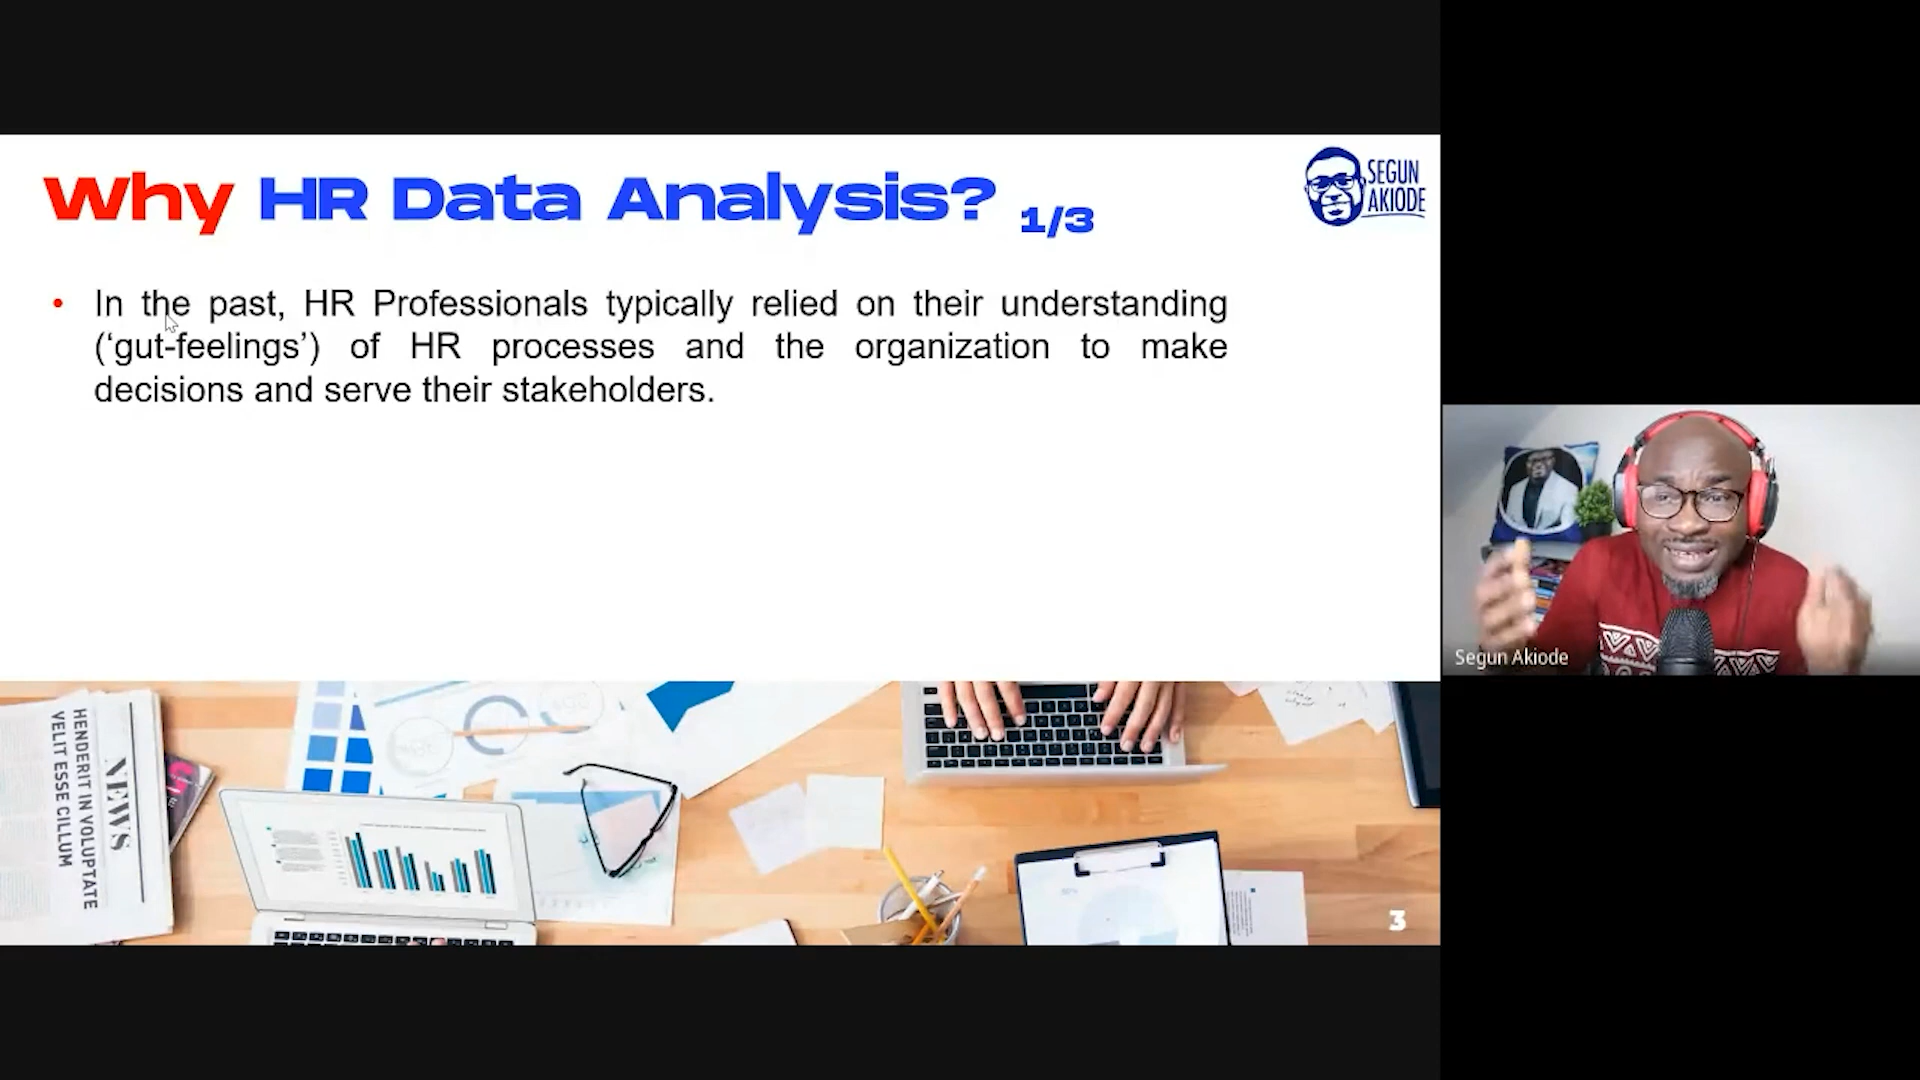 Why HR Data Analysis? 1/3
SEGUN
AKIODE
• In the past, HR Professionals typically relied on their understanding
(‘gut-feelings’) of HR processes and the organization to make
decisions and serve their stakeholders.
Segun Akiode
NEWS
HENDERIT IN VOLUPTATE
VELIT ESSE CILLUM
3